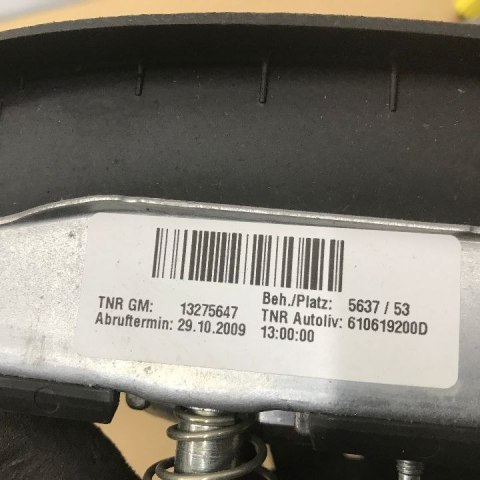 TNR GM: 13275647 Beh./Platz: 5637 / 53
Abruftermin: 29.10.2009 13:00:00 TNR Autoliv: 610619200D